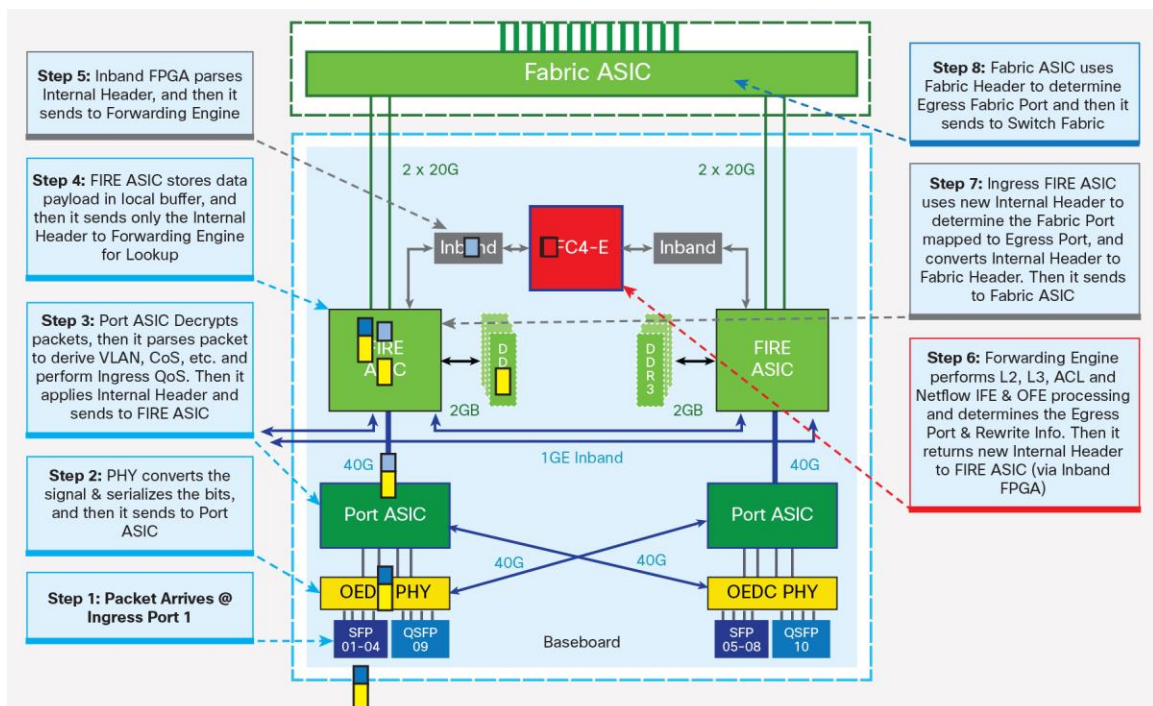 Fabric ASIC
Step 5: Inband FPGA parses
Internal Header, and then it
sends to Forwarding Engine
Step 8: Fabric ASIC uses
Fabric Header to determine
Egress Fabric Port and then it
sends to Switch Fabric
2 x 20G
2 x 20G
Step 4: FIRE ASIC stores data
payload in local buffer, and
then it sends only the Internal
Header to Forwarding Engine
for Lookup
Step 7: Ingress FIRE ASIC
uses new Internal Header to
determine the Fabric Port
mapped to Egress Port, and
converts Internal Header to
Fabric Header. Then it sends
to Fabric ASIC
FC4-E
Inband
Step 3: Port ASIC Decrypts
packets, then it parses packet
to derive VLAN, CoS, etc. and
perform Ingress QoS. Then it
applies Internal Header and
sends to FIRE ASIC
DDR3
FIRE
ASIC
2GB
2GB
Step 6: Forwarding Engine
performs L2, L3, ACL and
Netflow IFE & OFE processing
and determines the Egress
Port & Rewrite Info. Then it
returns new Internal Header
to FIRE ASIC (via Inband
FPGA)
40G
1GE Inband
40G
Step 2: PHY converts the
signal & serializes the bits,
and then it sends to Port
ASIC
Port ASIC
Port ASIC
40G
40G
PHY
OEDC PHY
Step 1: Packet Arrives @
Ingress Port 1
SFP
01-04
QSFP
09
Baseboard
SFP
05-08
QSFP
10